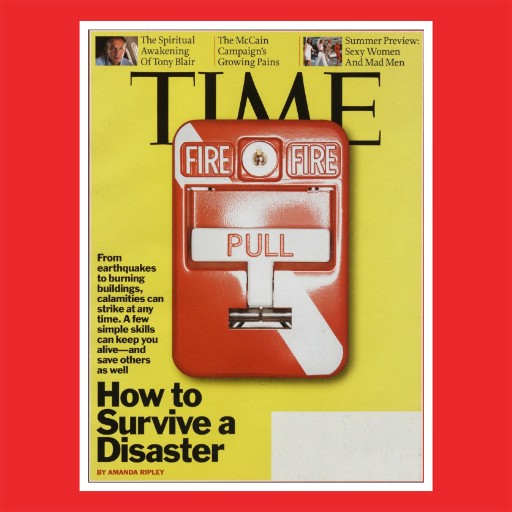 The Spiritual
Awakening
Of Tony Blair
The McCain
Campaign's
Growing Pains
Summer Preview:
Sexy Women
And Mad Men
TIME
FIRE FIRE
PULL
From
earthquakes
to burning
buildings,
calamities can
strike at any
time. A few
simple skills
can keep you
alive—and
save others
as well
How to
Survive a
Disaster
BY AMANDA RIPLEY